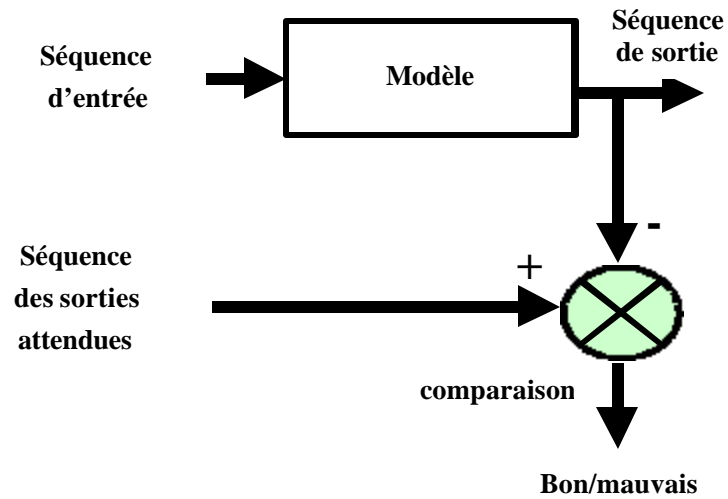 Séquence
de sortie
Séquence
d'entrée
Modèle
-
Séquence
des sorties
attendues
+
comparaison
Bon/mauvais